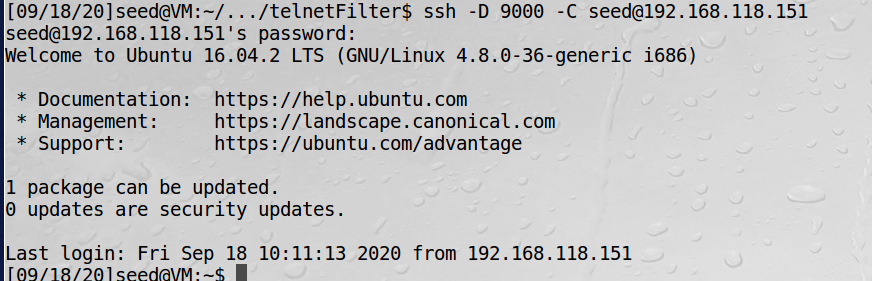 [09/18/20]seed@VM:~/.../telnetFilter$ ssh -D 9000 -C seed@192.168.118.151
seed@192.168.118.151's password:
Welcome to Ubuntu 16.04.2 LTS (GNU/Linux 4.8.0-36-generic i686)
* Documentation:  https://help.ubuntu.com
* Management:     https://landscape.canonical.com
* Support:        https://ubuntu.com/advantage
1 package can be updated.
0 updates are security updates.
Last login: Fri Sep 18 10:11:13 2020 from 192.168.118.151
[09/18/20]seed@VM:~$